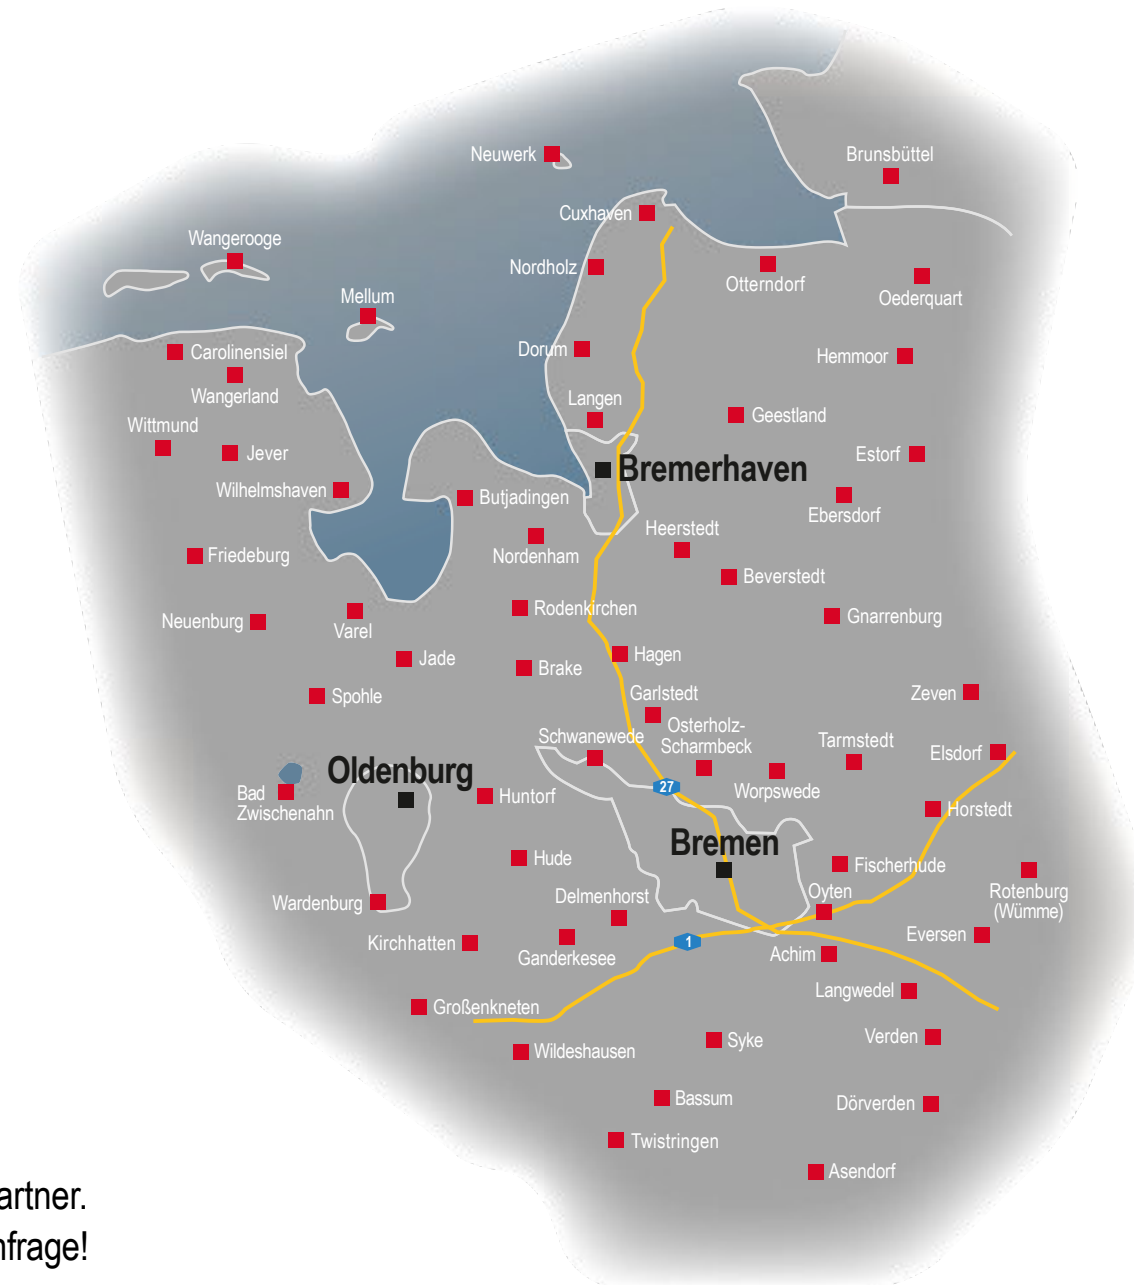 Neuwerk
Brunsbüttel
Cuxhaven
Wangerooge
Nordholz
Otterndorf
Oederquart
Mellum
Carolinensiel
Dorum
Hemmoor
Wangerland
Langen
Geestland
Wittmund
Jever
Estorf
Bremerhaven
Wilhelmshaven
Butjadingen
Ebersdorf
Heerstedt
Friedeburg
Nordenham
Beverstedt
Rodenkirchen
Gnarrenburg
Neuenburg
Varel
Jade
Hagen
Brake
Spohle
Garlstedt
Zeven
Schwanewede
Osterholz-
Scharmbeck
Tarmstedt
Elsdorf
Oldenburg
27
Bad
Zwischenahn
Huntorf
Worpswede
Horstedt
Bremen
Hude
Fischerhude
Delmenhorst
Oyten
Rotenburg
(Wümme)
Wardenburg
Kirchhatten
Ganderkesee
1
Achim
Eversen
Langwedel
Großenkneten
Verden
Syke
Wildeshausen
Bassum
Dörverden
Twistringen
Asendorf
artner.
nfrage!